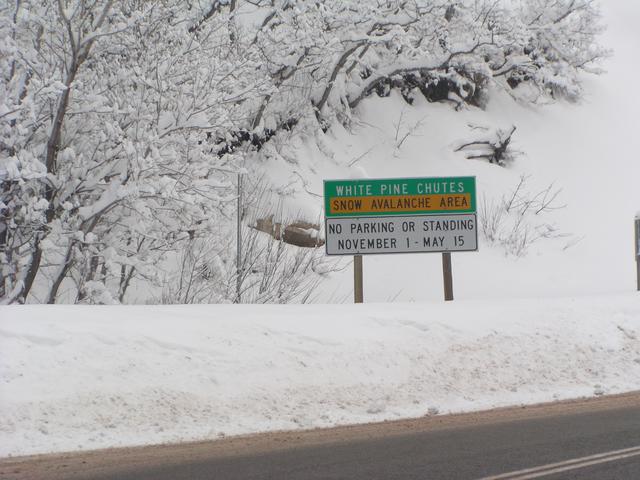 WHITE PINE CHUTES
SNOW AVALANCHE AREA
NO PARKING OR STANDING
NOVEMBER 1 - MAY 15